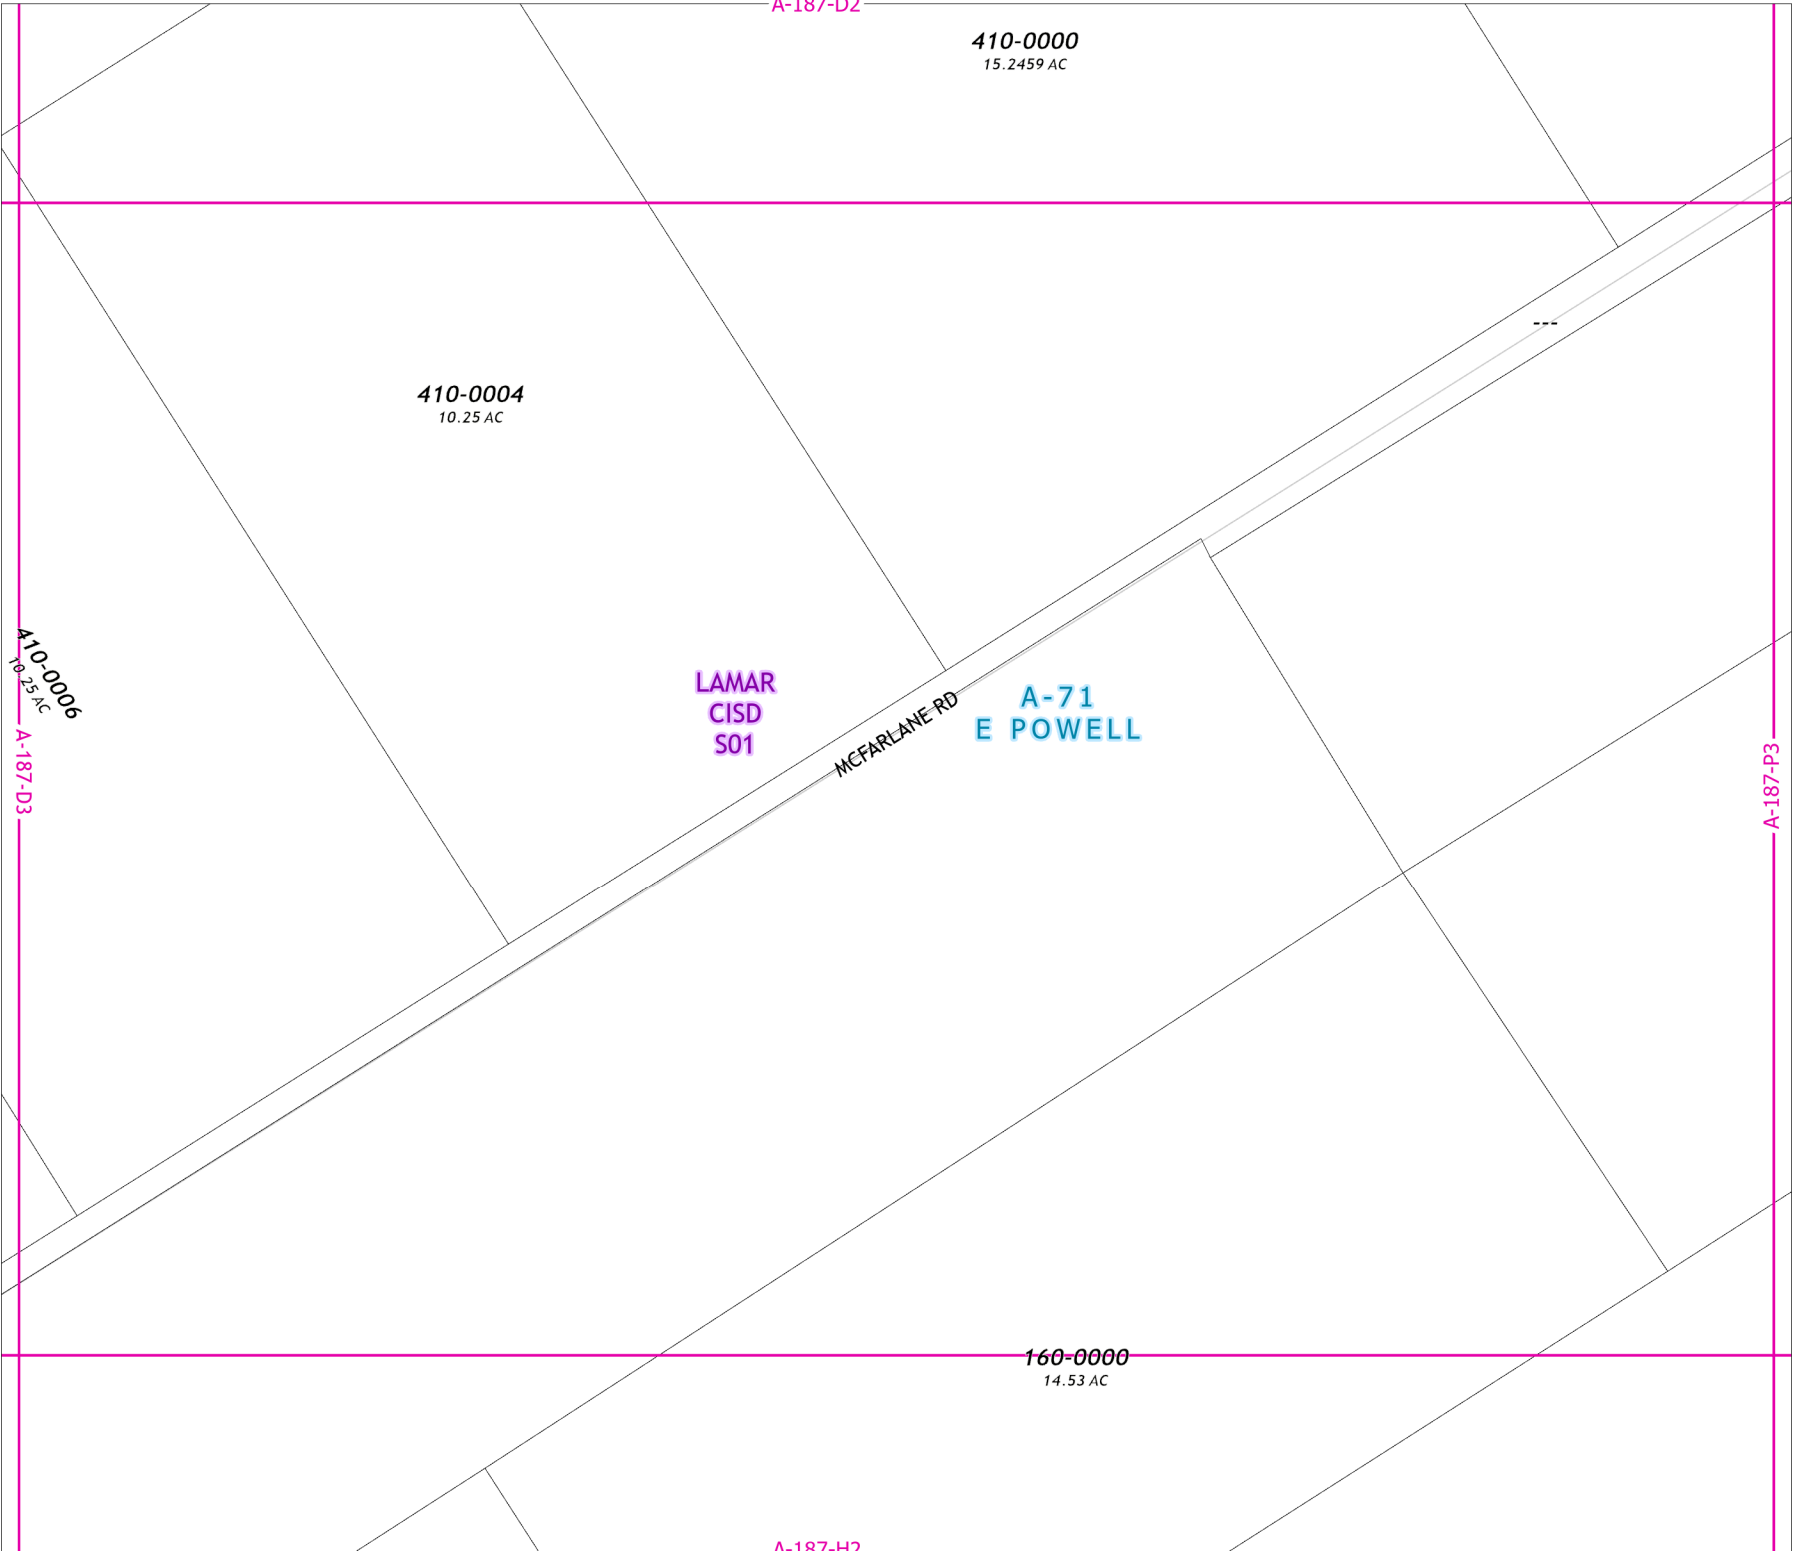 A-187-D2
410-0000
15.2459 AC
---
410-0004
10.25 AC
410-0006
10.25 AC
LAMAR
CISD
S01
MCFARLANE RD
A-71
E POWELL
A-187-D3
A-187-P3
160-0000
14.53 AC
A-187-H2